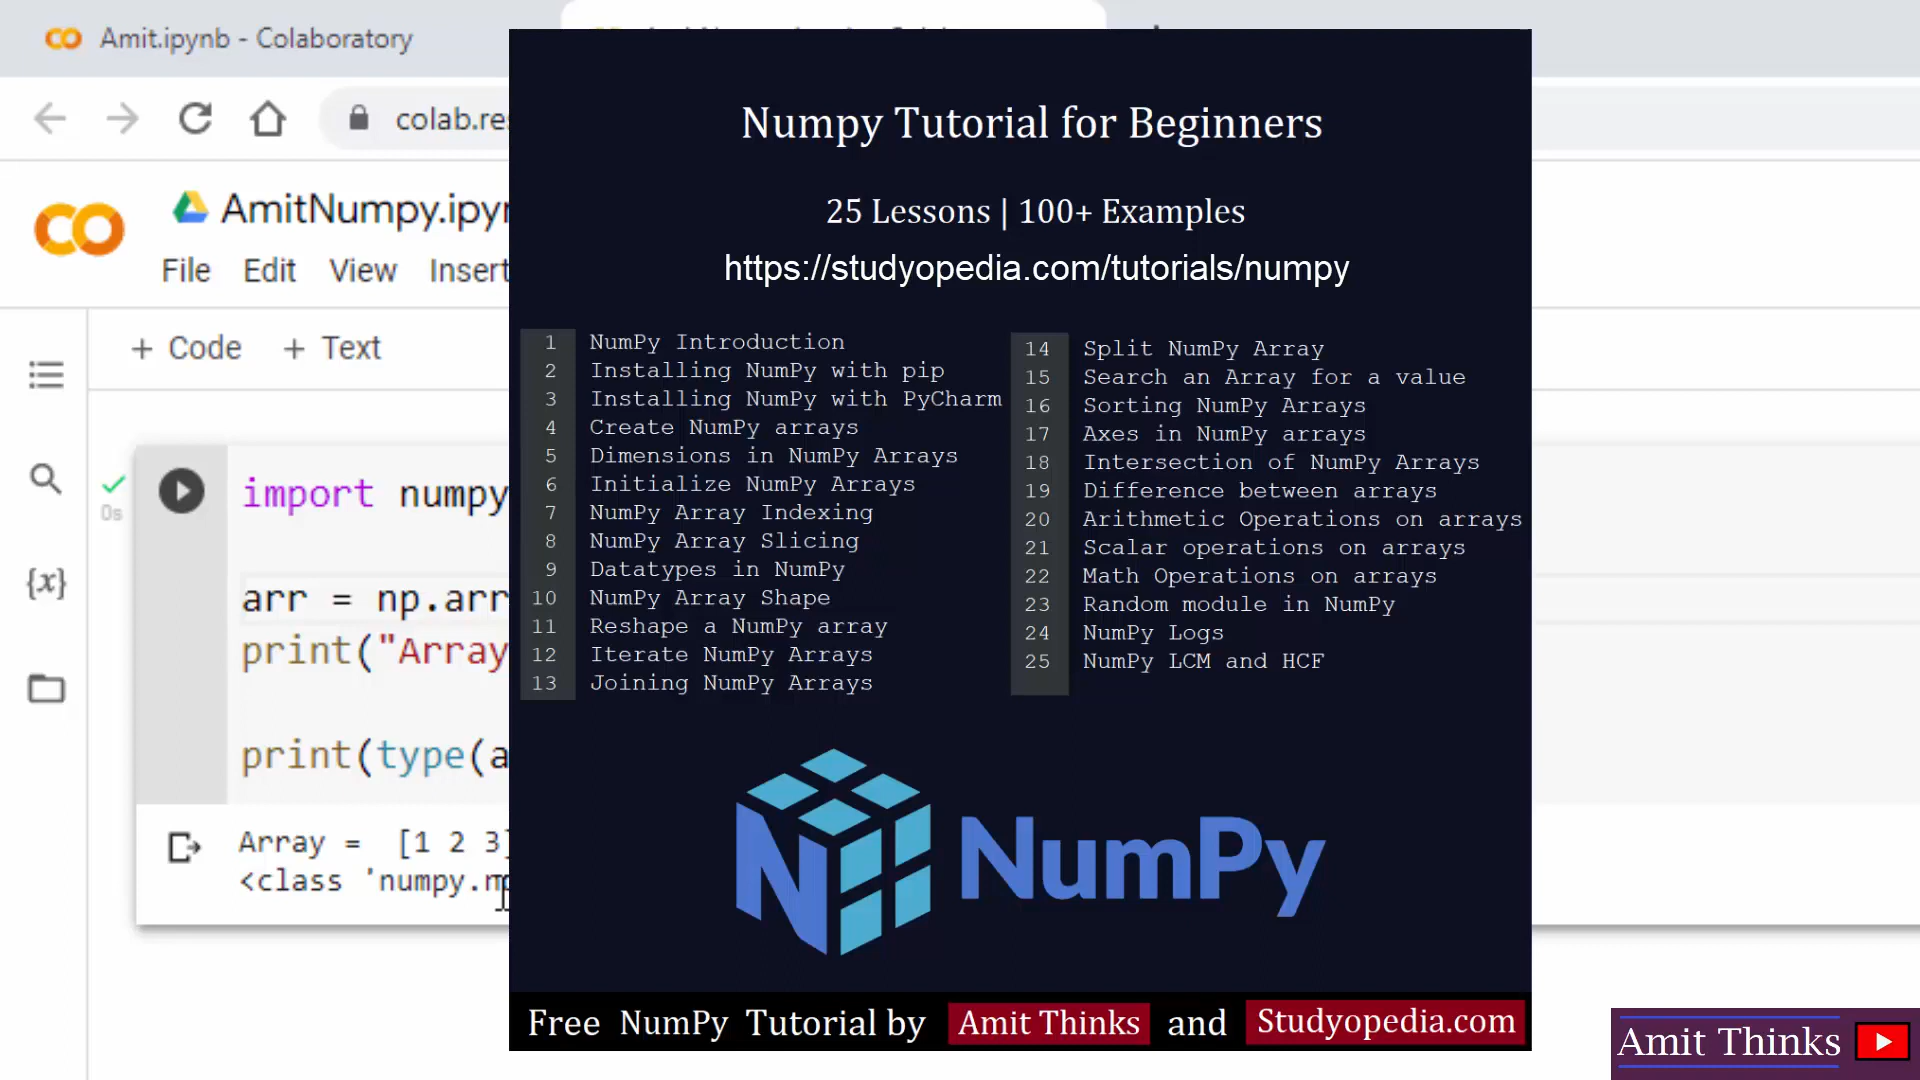 Amit.ipynb - Colaboratory
colab.res
AmitNumpy.ipyn
File Edit View Insert
+ Code + Text
0s
import numpy
arr = np.arr
print("Array
print(type(a
{x}
Array = [1 2 3]
<class 'numpy.n
Numpy Tutorial for Beginners
25 Lessons | 100+ Examples
https://studyopedia.com/tutorials/numpy
1 NumPy Introduction
2 Installing NumPy with pip
3 Installing NumPy with PyCharm
4 Create NumPy arrays
5 Dimensions in NumPy Arrays
6 Initialize NumPy Arrays
7 NumPy Array Indexing
8 NumPy Array Slicing
9 Datatypes in NumPy
10 NumPy Array Shape
11 Reshape a NumPy array
12 Iterate NumPy Arrays
13 Joining NumPy Arrays
14 Split NumPy Array
15 Search an Array for a value
16 Sorting NumPy Arrays
17 Axes in NumPy arrays
18 Intersection of NumPy Arrays
19 Difference between arrays
20 Arithmetic Operations on arrays
21 Scalar operations on arrays
22 Math Operations on arrays
23 Random module in NumPy
24 NumPy Logs
25 NumPy LCM and HCF
N NumPy
Free NumPy Tutorial by Amit Thinks and Studyopedia.com
Amit Thinks